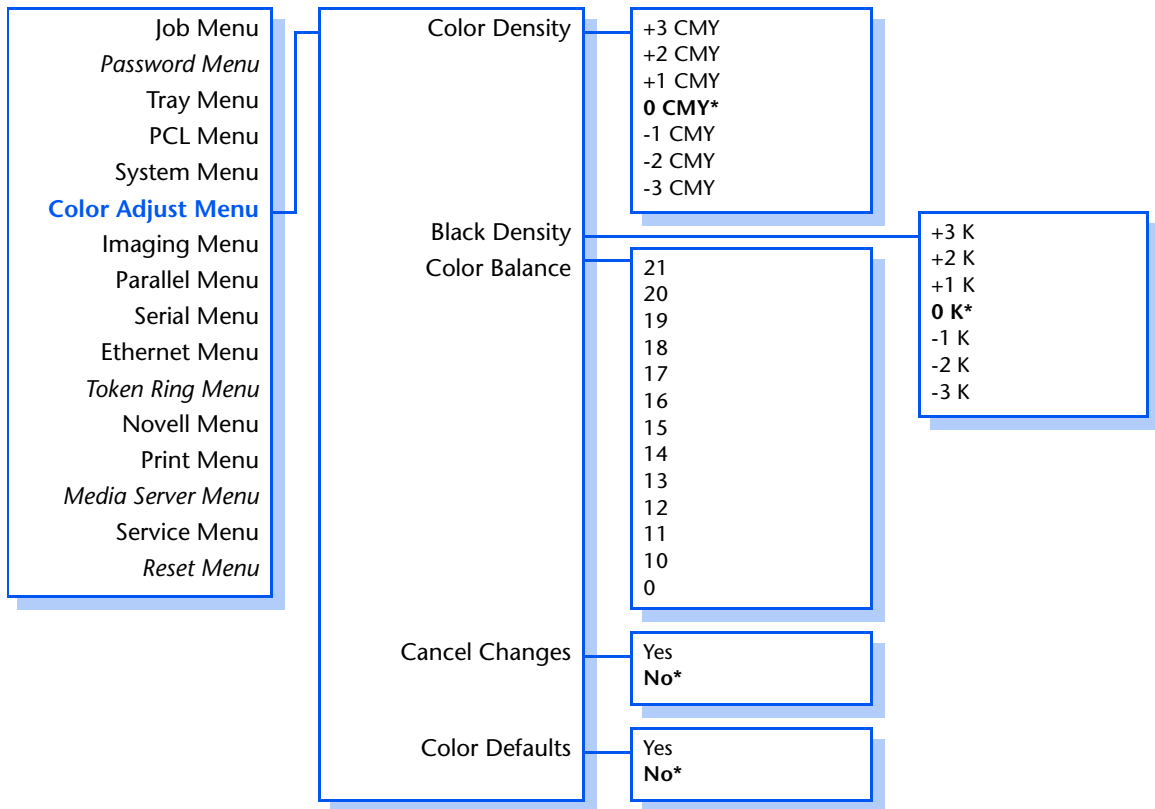 Job Menu
Password Menu
Tray Menu
PCL Menu
System Menu
Color Adjust Menu
Imaging Menu
Parallel Menu
Serial Menu
Ethernet Menu
Token Ring Menu
Novell Menu
Print Menu
Media Server Menu
Service Menu
Reset Menu
Color Density
+3 CMY
+2 CMY
+1 CMY
0 CMY*
-1 CMY
-2 CMY
-3 CMY
Black Density
+3 K
+2 K
+1 K
0 K*
-1 K
-2 K
-3 K
Color Balance
21
20
19
18
17
16
15
14
13
12
11
10
0
Cancel Changes
Yes
No*
Color Defaults
Yes
No*